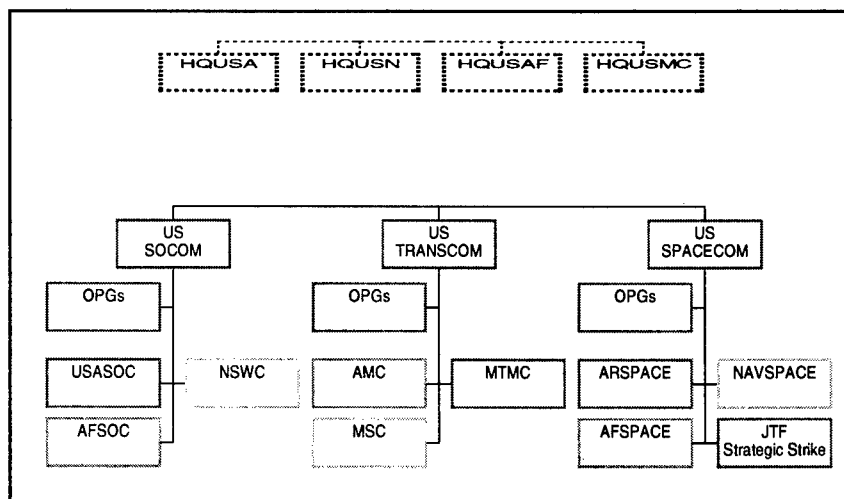 HQUSA HQUSN HQUSAF HQUSMC
US
SOCOM
US
TRANSCOM
US
SPACECOM
OPGs OPGs OPGs
USASOC NSWC AMC MTMC ARSPACE NAVSPACE
AFSOC MSC AFSPACE JTF
Strategic Strike